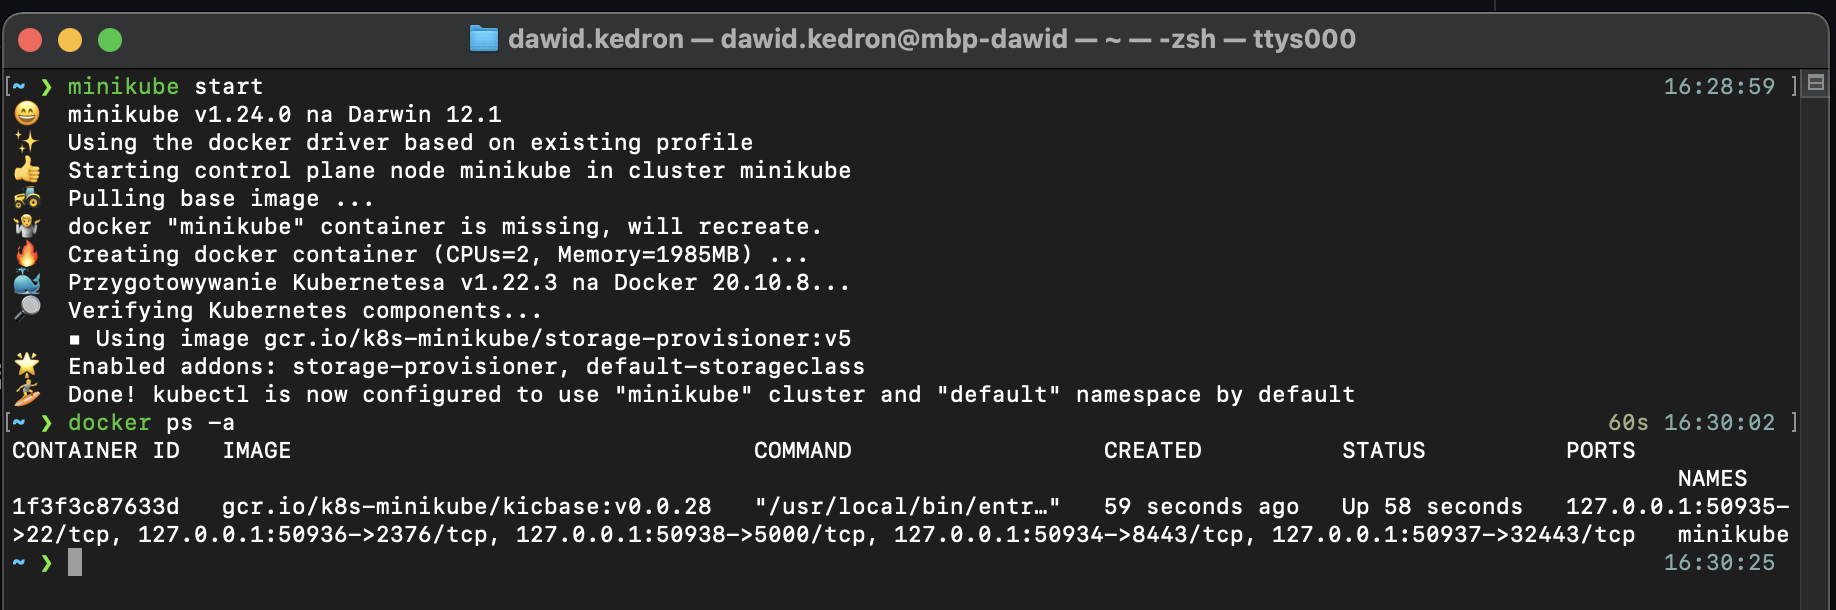 dawid.kedron — dawid.kedron@mbp-dawid — ~ — -zsh — ttys000
[~ ❯ minikube start 16:28:59 ]
😄 minikube v1.24.0 na Darwin 12.1
✨ Using the docker driver based on existing profile
👍 Starting control plane node minikube in cluster minikube
🚜 Pulling base image ...
🤷 docker "minikube" container is missing, will recreate.
🔥 Creating docker container (CPUs=2, Memory=1985MB) ...
🐳 Przygotowywanie Kubernetesa v1.22.3 na Docker 20.10.8...
🔎 Verifying Kubernetes components...
▪ Using image gcr.io/k8s-minikube/storage-provisioner:v5
🌟 Enabled addons: storage-provisioner, default-storageclass
🏄 Done! kubectl is now configured to use "minikube" cluster and "default" namespace by default
[~ ❯ docker ps -a 60s 16:30:02 ]
CONTAINER ID IMAGE COMMAND CREATED STATUS PORTS
NAMES
1f3f3c87633d gcr.io/k8s-minikube/kicbase:v0.0.28 "/usr/local/bin/entr…" 59 seconds ago Up 58 seconds 127.0.0.1:50935-
>22/tcp, 127.0.0.1:50936->2376/tcp, 127.0.0.1:50938->5000/tcp, 127.0.0.1:50934->8443/tcp, 127.0.0.1:50937->32443/tcp minikube
~ ❯ 16:30:25